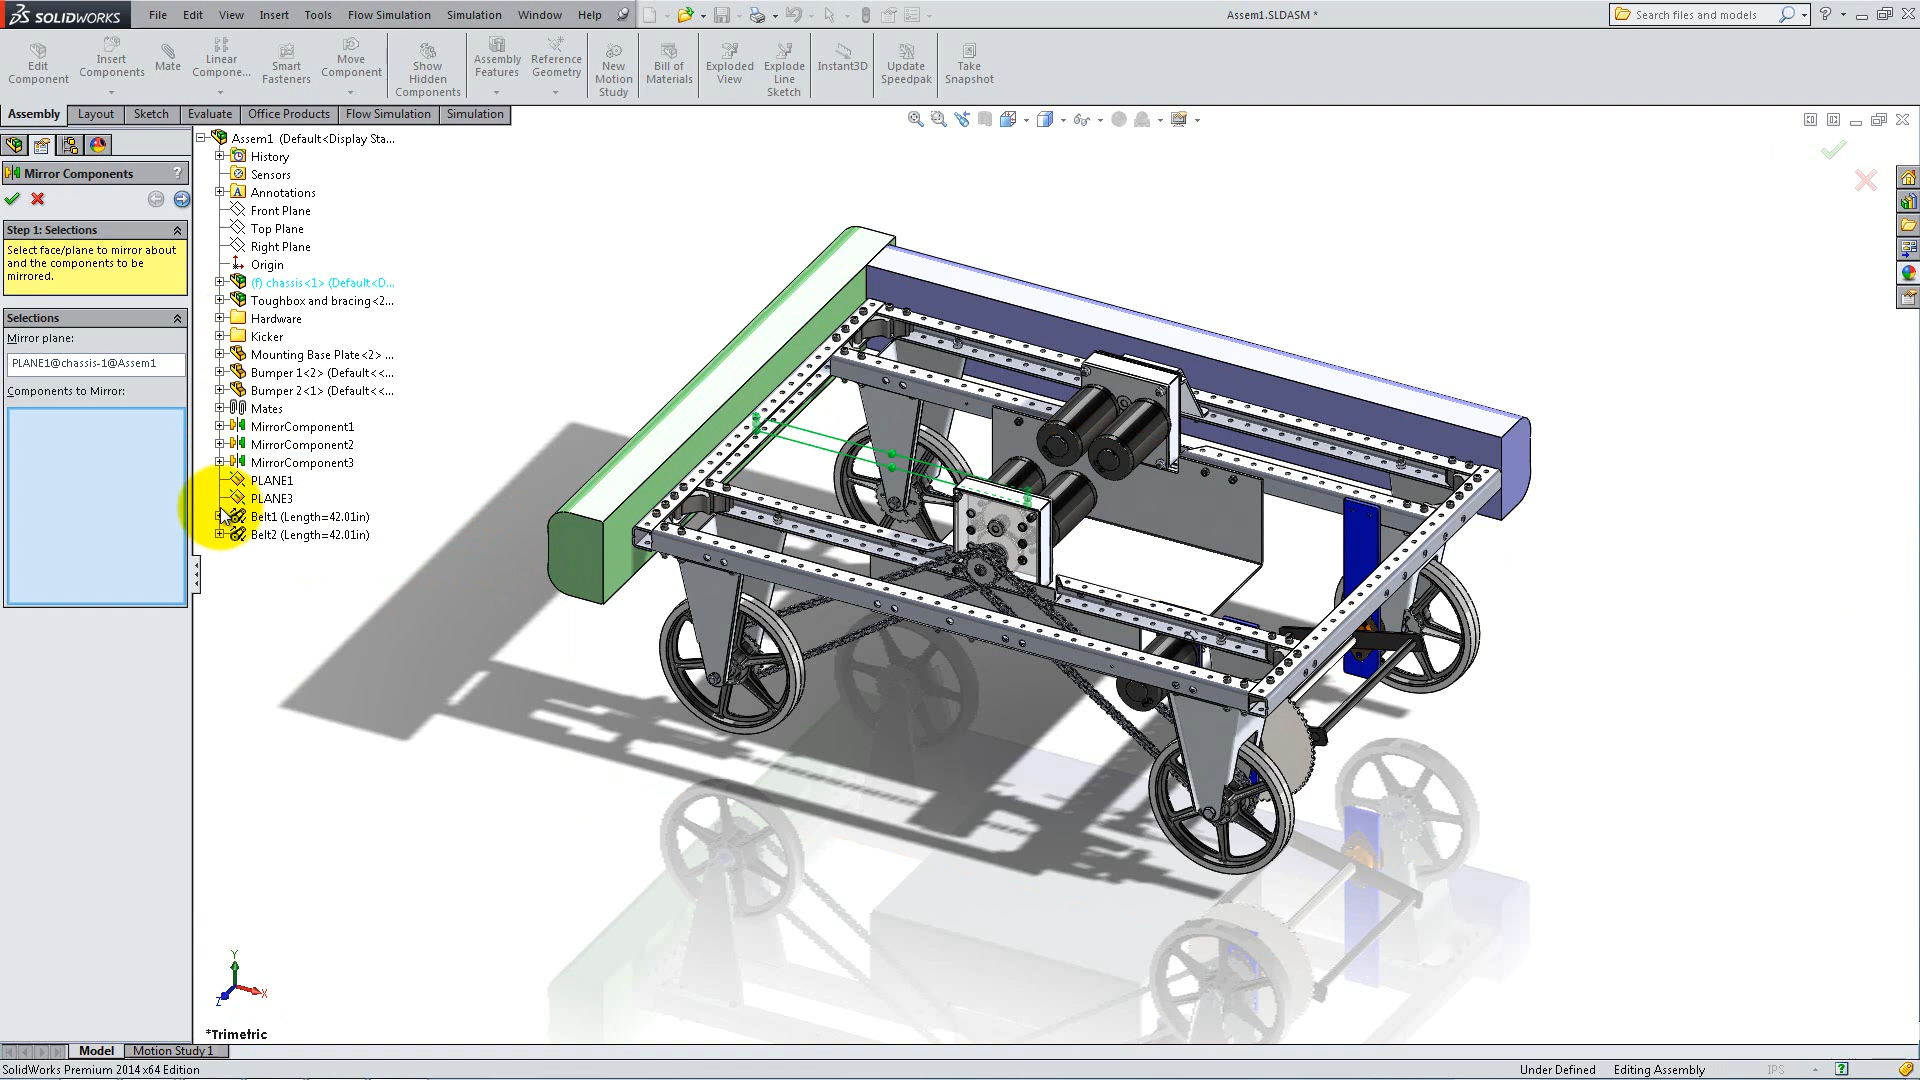 SOLIDWORKS File Edit View Insert Tools Flow Simulation Simulation Window Help Assem1.SLDASM * Search files and models
Edit Component
Insert Components
Mate
Linear Compone...
Smart Fasteners
Move Component
Show Hidden Components
Assembly Features
Reference Geometry
New Motion Study
Bill of Materials
Exploded View
Explode Line Sketch
Instant3D
Update Speedpak
Take Snapshot
Assembly Layout Sketch Evaluate Office Products Flow Simulation Simulation
Mirror Components ?
Step 1: Selections
Select face/plane to mirror about
and the components to be
mirrored.
Selections
Mirror plane:
PLANE1@chassis-1@Assem1
Components to Mirror:
Assem1 (Default<Display Sta...
History
Sensors
Annotations
Front Plane
Top Plane
Right Plane
Origin
(f) chassis<1> (Default<D...
Toughbox and bracing<2...
Hardware
Kicker
Mounting Base Plate<2> ...
Bumper 1<2> (Default<<...
Bumper 2<1> (Default<<...
Mates
MirrorComponent1
MirrorComponent2
MirrorComponent3
PLANE1
PLANE3
Belt1 (Length=42.01in)
Belt2 (Length=42.01in)
Y
X
Z
*Trimetric
Model Motion Study 1
SolidWorks Premium 2014 x64 Edition Under Defined Editing Assembly IPS